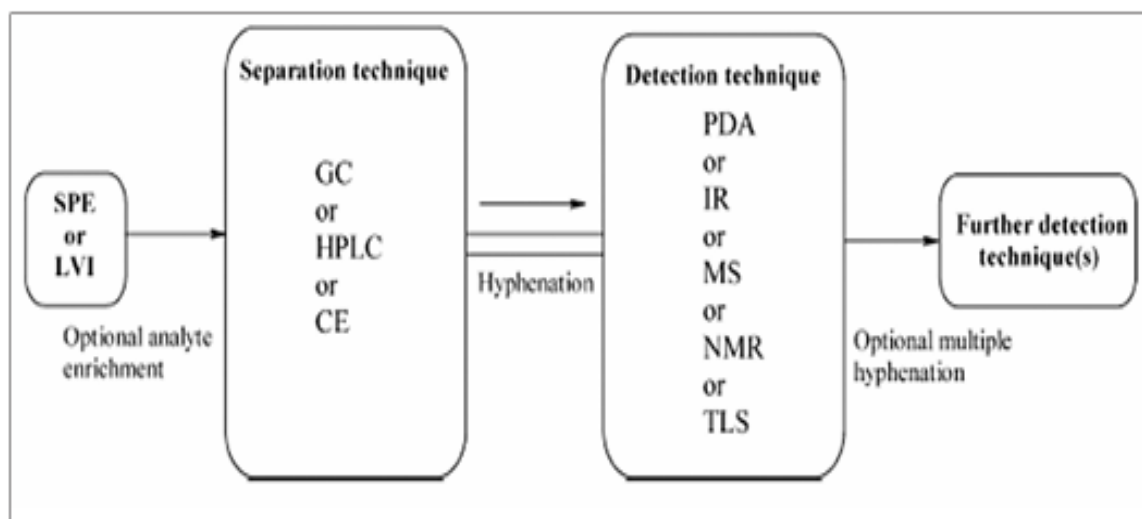 SPE
or
LVI
Optional analyte
enrichment
Separation technique
GC
or
HPLC
or
CE
Hyphenation
Detection technique
PDA
or
IR
or
MS
or
NMR
or
TLS
Optional multiple
hyphenation
Further detection
technique(s)